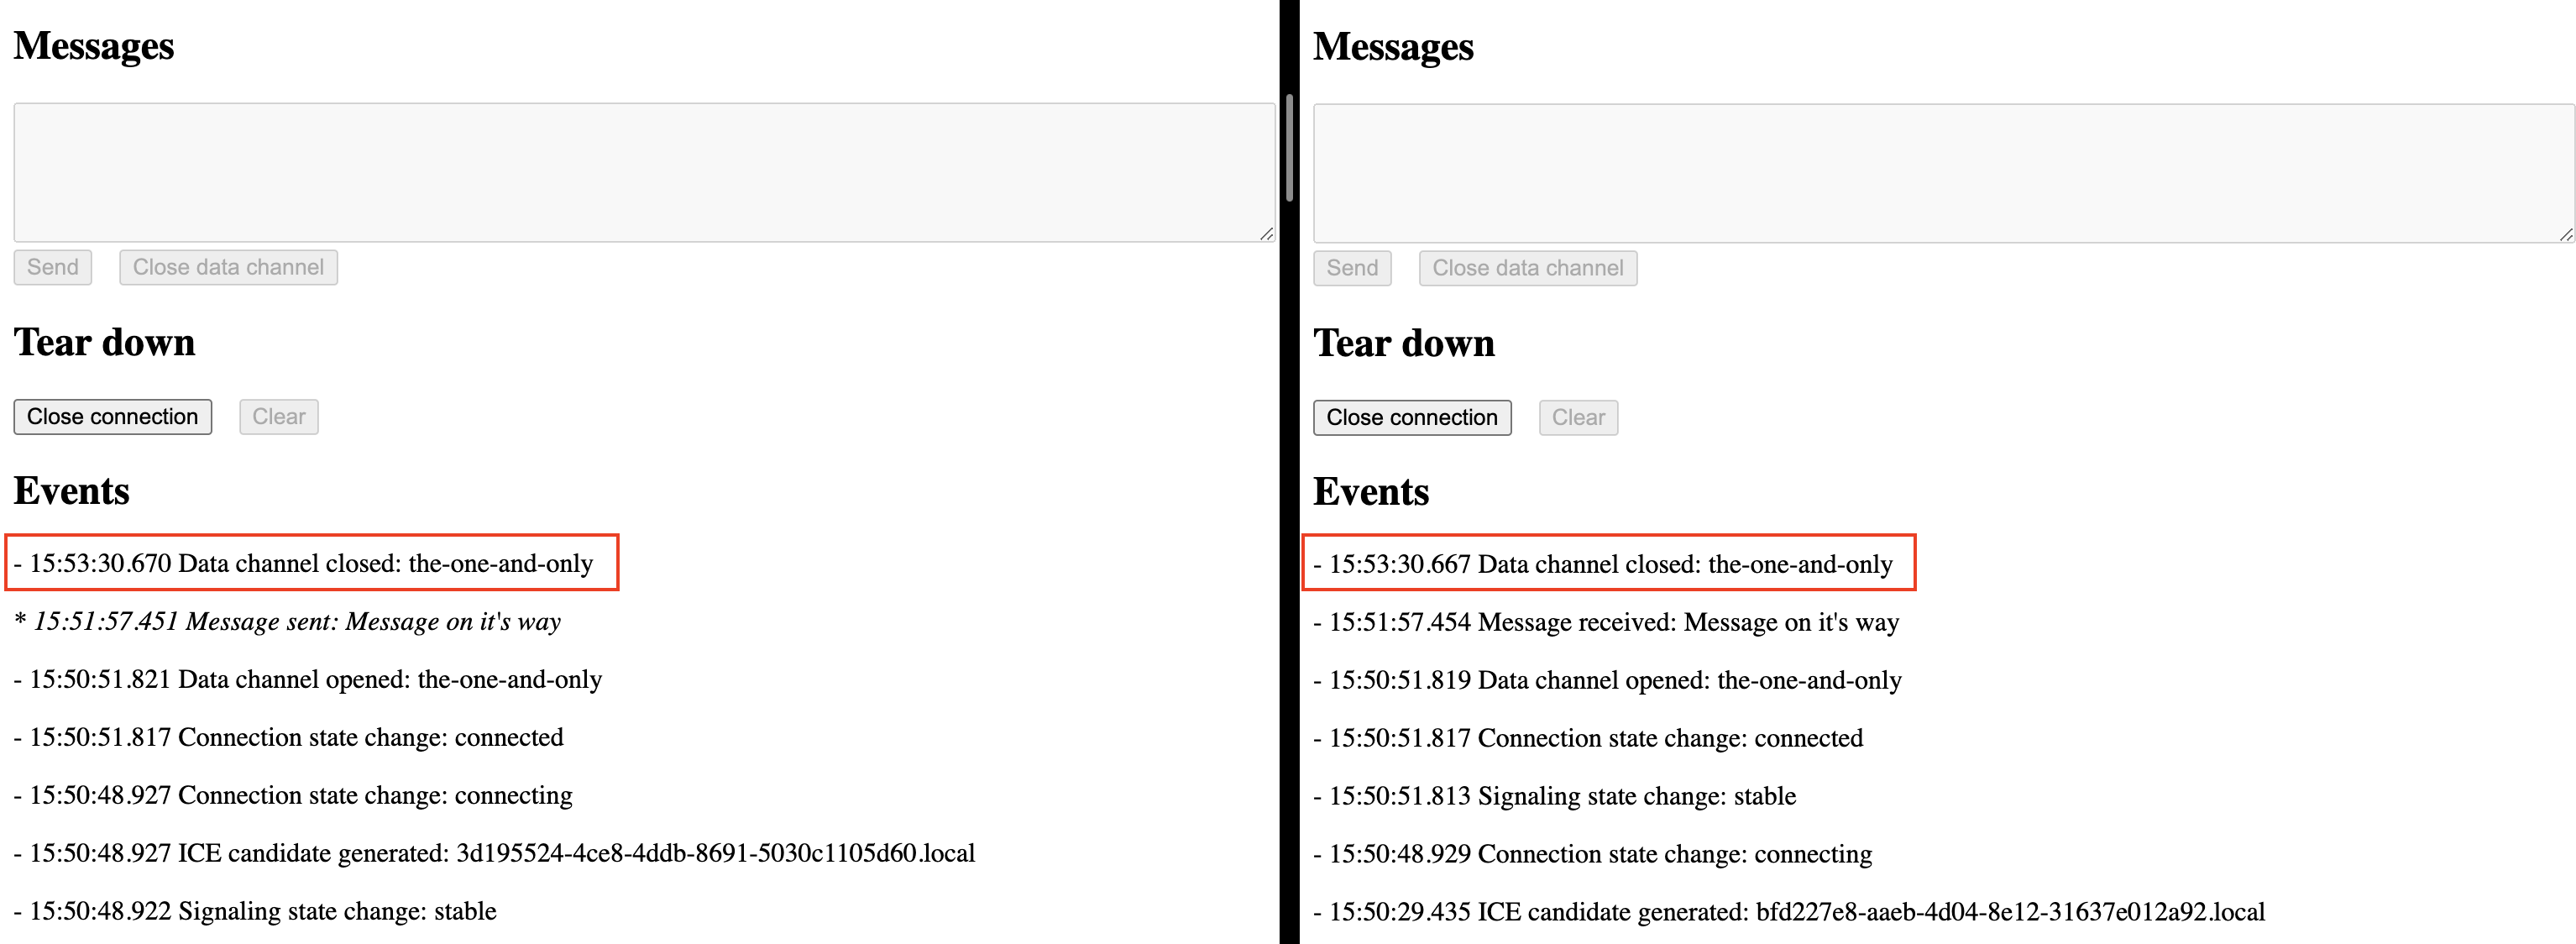 Messages
Send Close data channel
Tear down
Close connection Clear
Events
- 15:53:30.670 Data channel closed: the-one-and-only
* 15:51:57.451 Message sent: Message on it's way
- 15:50:51.821 Data channel opened: the-one-and-only
- 15:50:51.817 Connection state change: connected
- 15:50:48.927 Connection state change: connecting
- 15:50:48.927 ICE candidate generated: 3d195524-4ce8-4ddb-8691-5030c1105d60.local
- 15:50:48.922 Signaling state change: stable
Messages
Send Close data channel
Tear down
Close connection Clear
Events
- 15:53:30.667 Data channel closed: the-one-and-only
- 15:51:57.454 Message received: Message on it's way
- 15:50:51.819 Data channel opened: the-one-and-only
- 15:50:51.817 Connection state change: connected
- 15:50:51.813 Signaling state change: stable
- 15:50:48.929 Connection state change: connecting
- 15:50:29.435 ICE candidate generated: bfd227e8-aaeb-4d04-8e12-31637e012a92.local